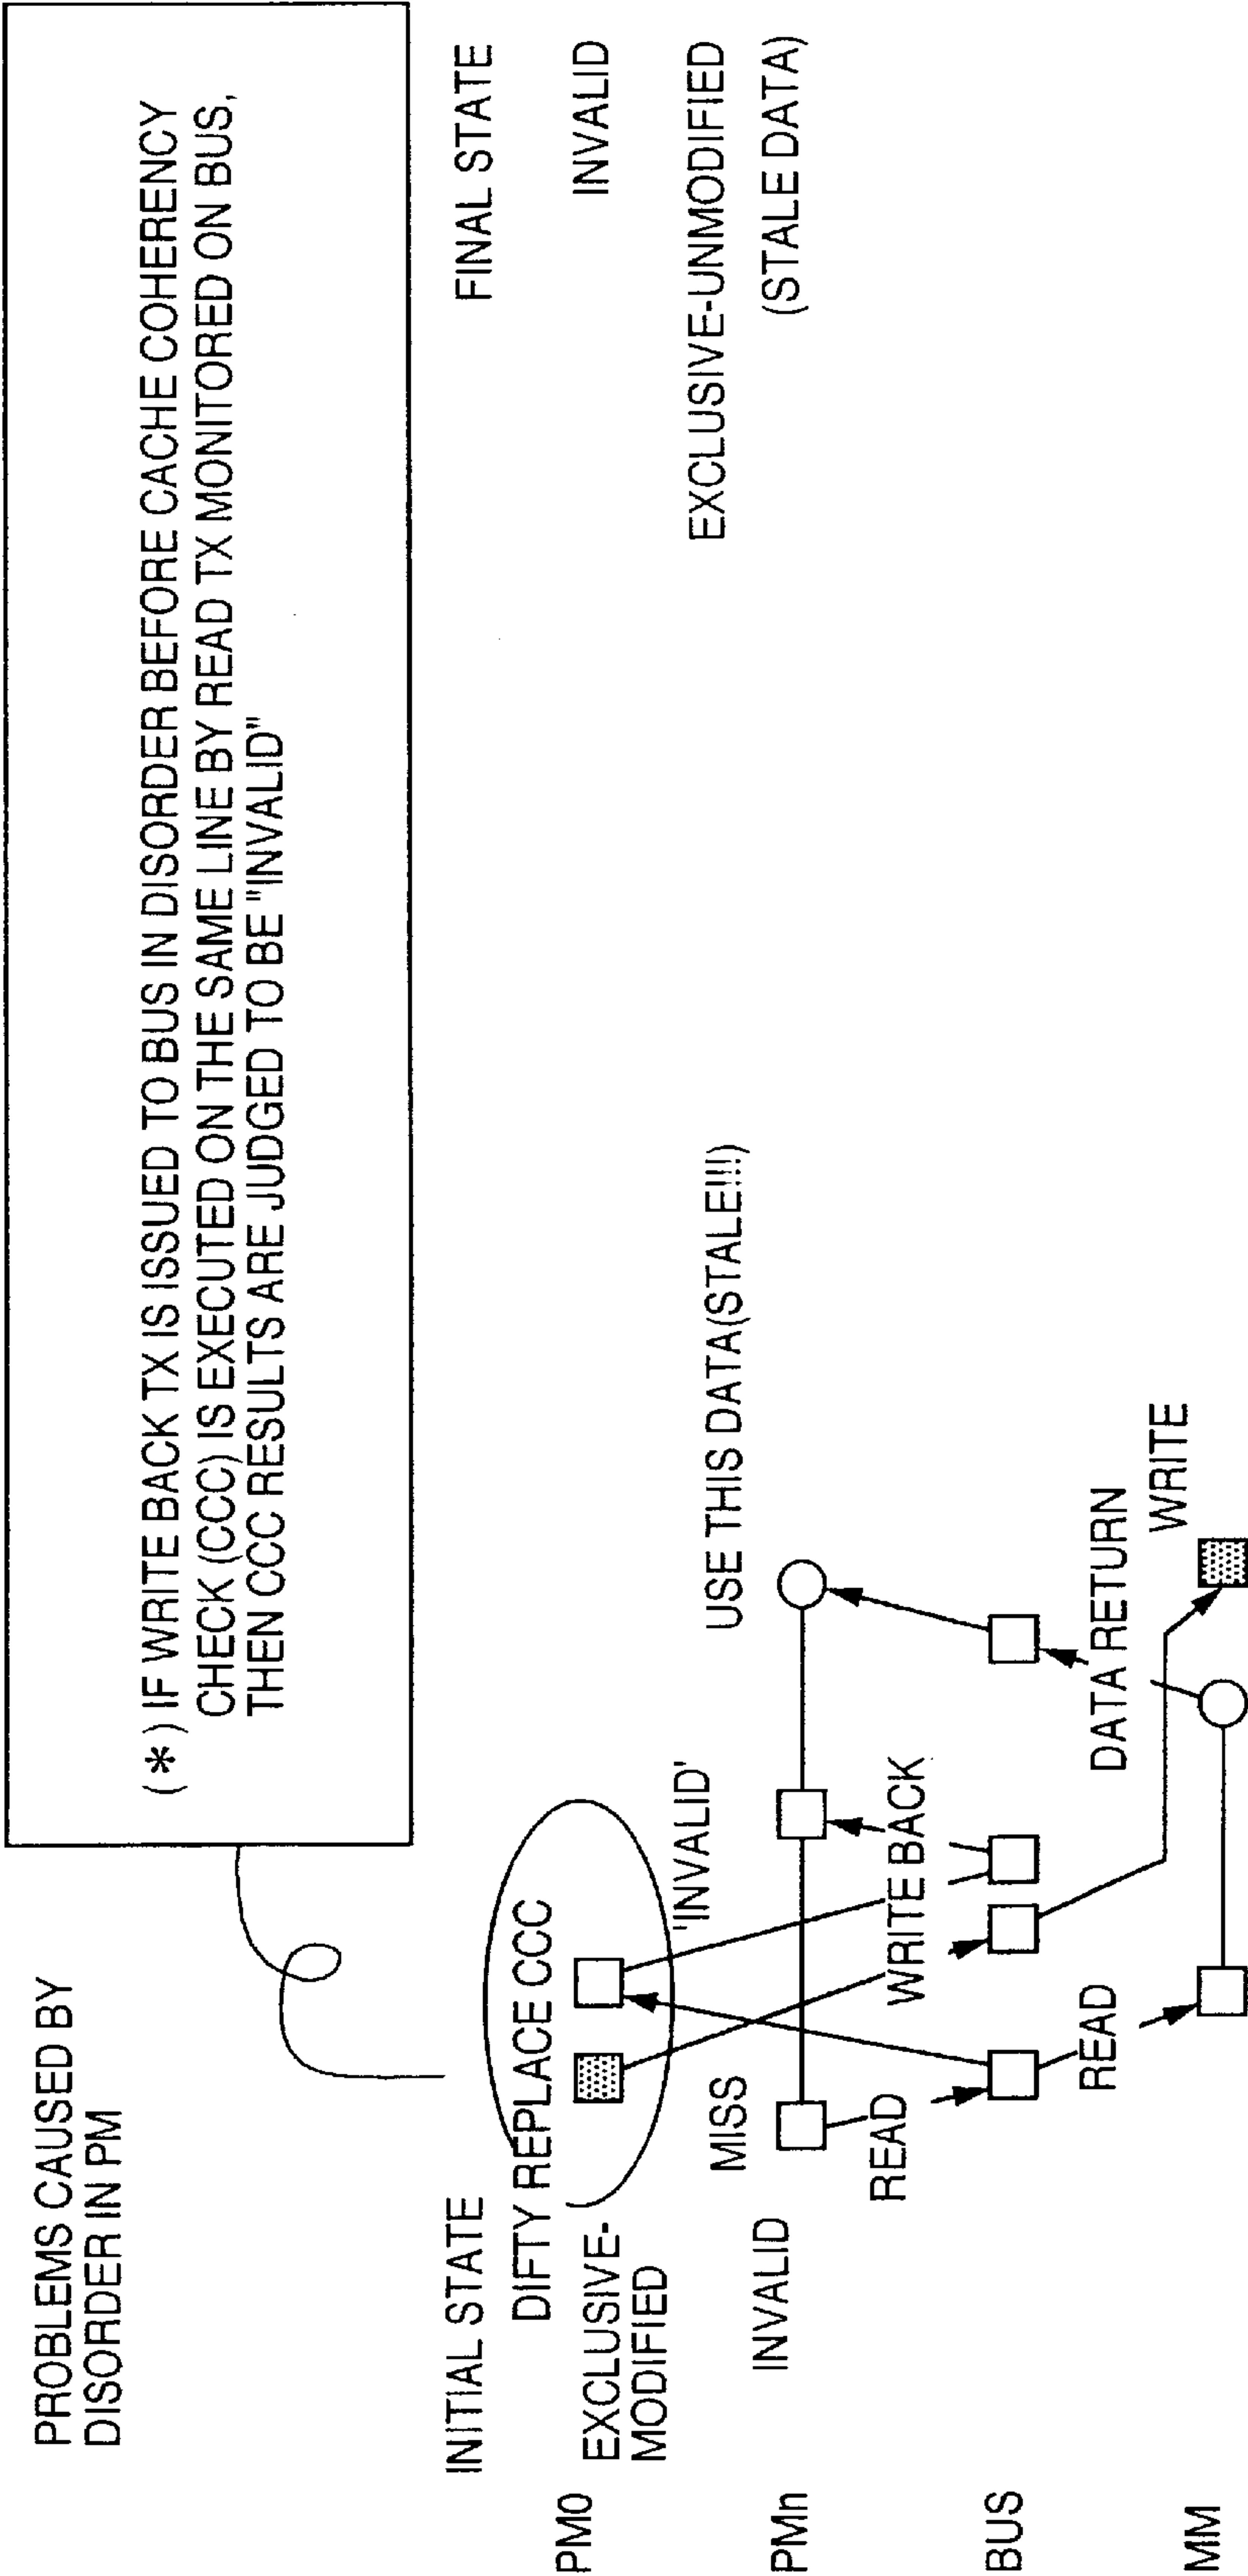 PROBLEMS CAUSED BY
DISORDER IN PM
(*) IF WRITE BACK TX IS ISSUED TO BUS IN DISORDER BEFORE CACHE COHERENCY
CHECK (CCC) IS EXECUTED ON THE SAME LINE BY READ TX MONITORED ON BUS,
THEN CCC RESULTS ARE JUDGED TO BE "INVALID"
INITIAL STATE
FINAL STATE
DIFTY REPLACE CCC
PM0
EXCLUSIVE-
MODIFIED
INVALID
'INVALID'
MISS
USE THIS DATA(STALE!!!)
EXCLUSIVE-UNMODIFIED
(STALE DATA)
PMn
INVALID
READ
WRITE BACK
BUS
READ
DATA RETURN
WRITE
MM